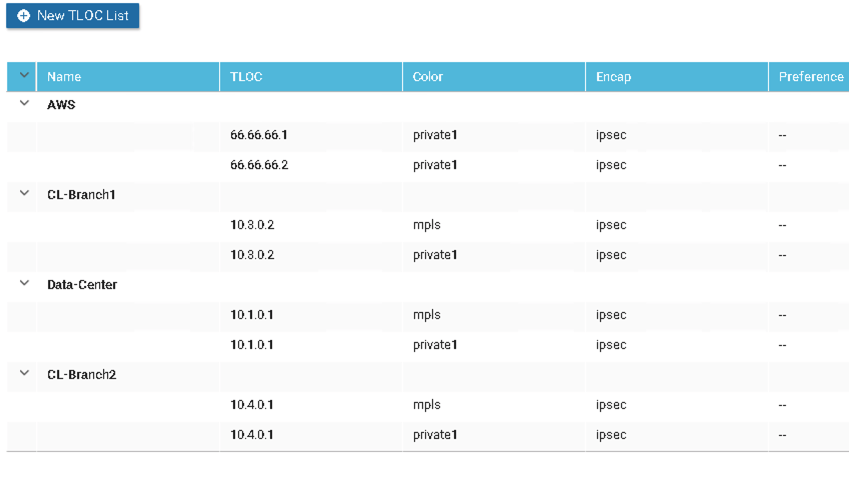 New TLOC List
Name TLOC Color Encap Preference
AWS
66.66.66.1 private1 ipsec --
66.66.66.2 private1 ipsec --
CL-Branch1
10.3.0.2 mpls ipsec --
10.3.0.2 private1 ipsec --
Data-Center
10.1.0.1 mpls ipsec --
10.1.0.1 private1 ipsec --
CL-Branch2
10.4.0.1 mpls ipsec --
10.4.0.1 private1 ipsec --